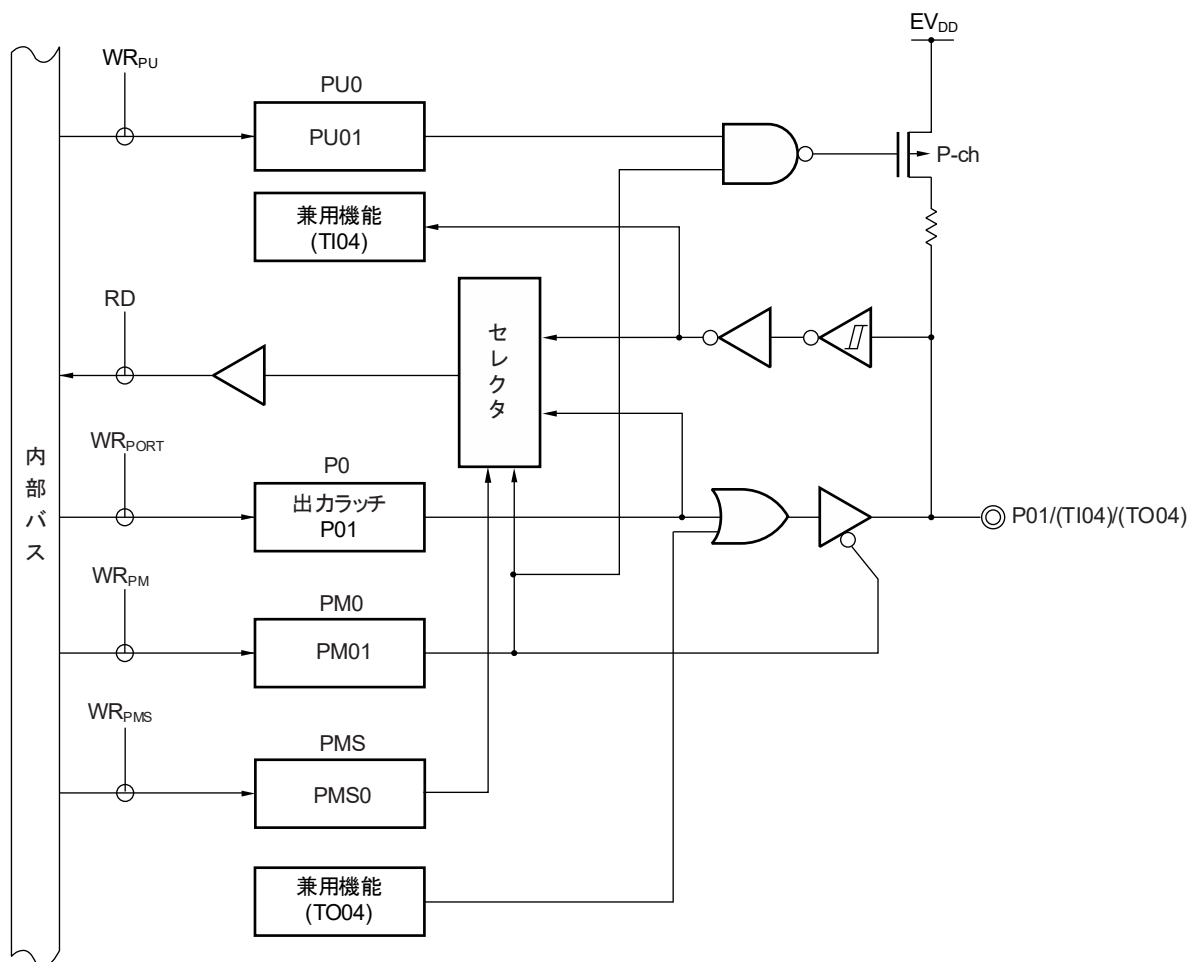 EVDD
WRPU
PU0
PU01
P-ch
兼用機能
(TI04)
RD
セレクタ
WRPORT
P0
出力ラッチ
P01
P01/(TI04)/(TO04)
内部バス
WRPM
PM0
PM01
WRPMS
PMS
PMS0
兼用機能
(TO04)